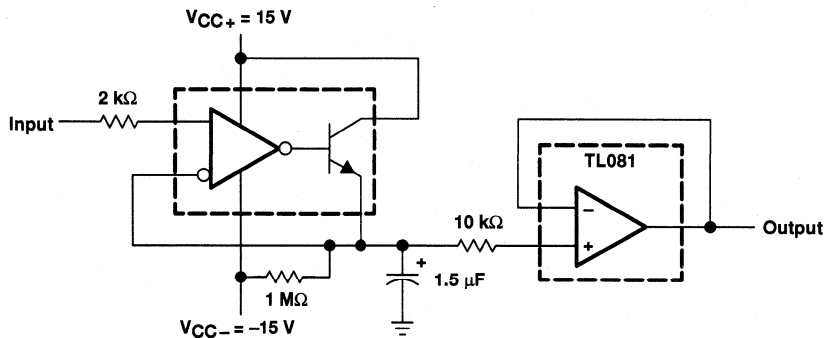 VCC+ = 15 V
2 kΩ
Input
TL081
−
+
10 kΩ
Output
+
1.5 μF
1 MΩ
VCC− = −15 V